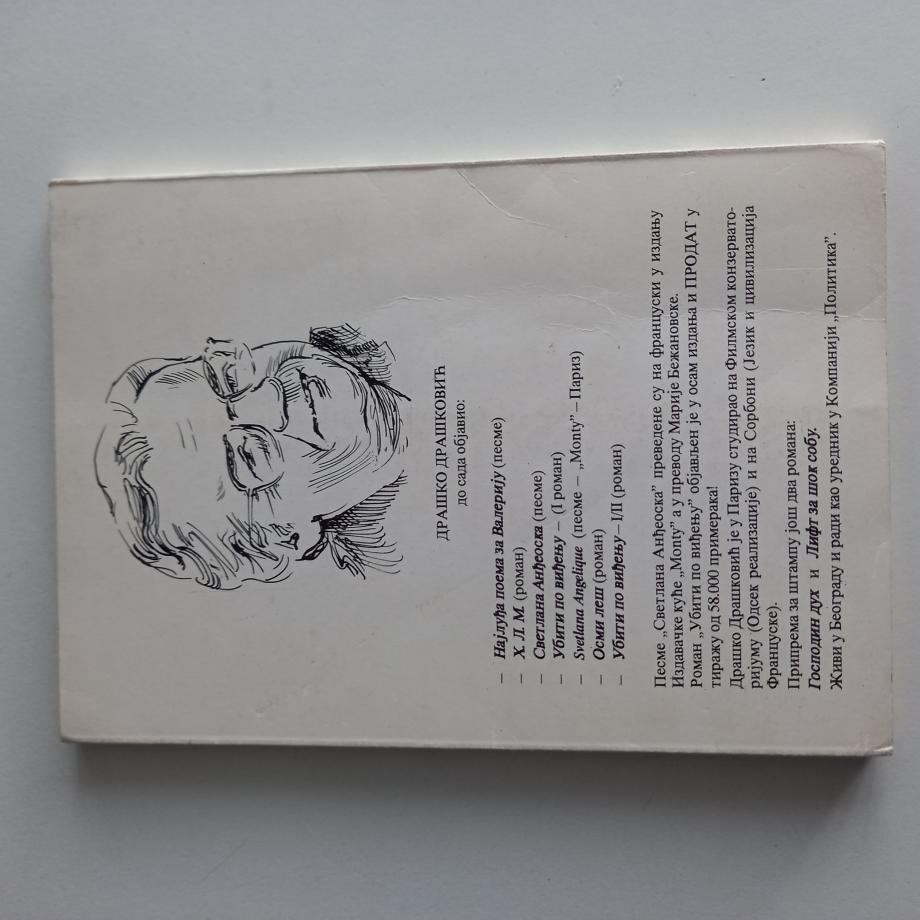 ДРАШКО ДРАШКОВИЋ
до сада објавио:
– Најлуђа поема за Валерију (песме)
– Х. Л. М. (роман)
– Светлана Анђеоска (песме)
– Убити по виђењу – (I роман)
– Svetlana Angelique (песме – „Monty” – Париз)
– Осми леш (роман)
– Убити по виђењу – I/II (роман)
Песме „Светлана Анђеоска” преведене су на француски у издању
Издавачке куће „Monty” а у преводу Марије Бежановске.
Роман „Убити по виђењу” објављен је у осам издања и ПРОДАТ у
тиражу од 58.000 примерака!
Драшко Драшковић је у Паризу студирао на Филмском конзервато-
ријуму (Одсек реализације) и на Сорбони (Језик и цивилизација
Француске).
Припрема за штампу још два романа:
Господин дух и Лифт за шок собу.
Живи у Београду и ради као уредник у Компанији „Политика”.